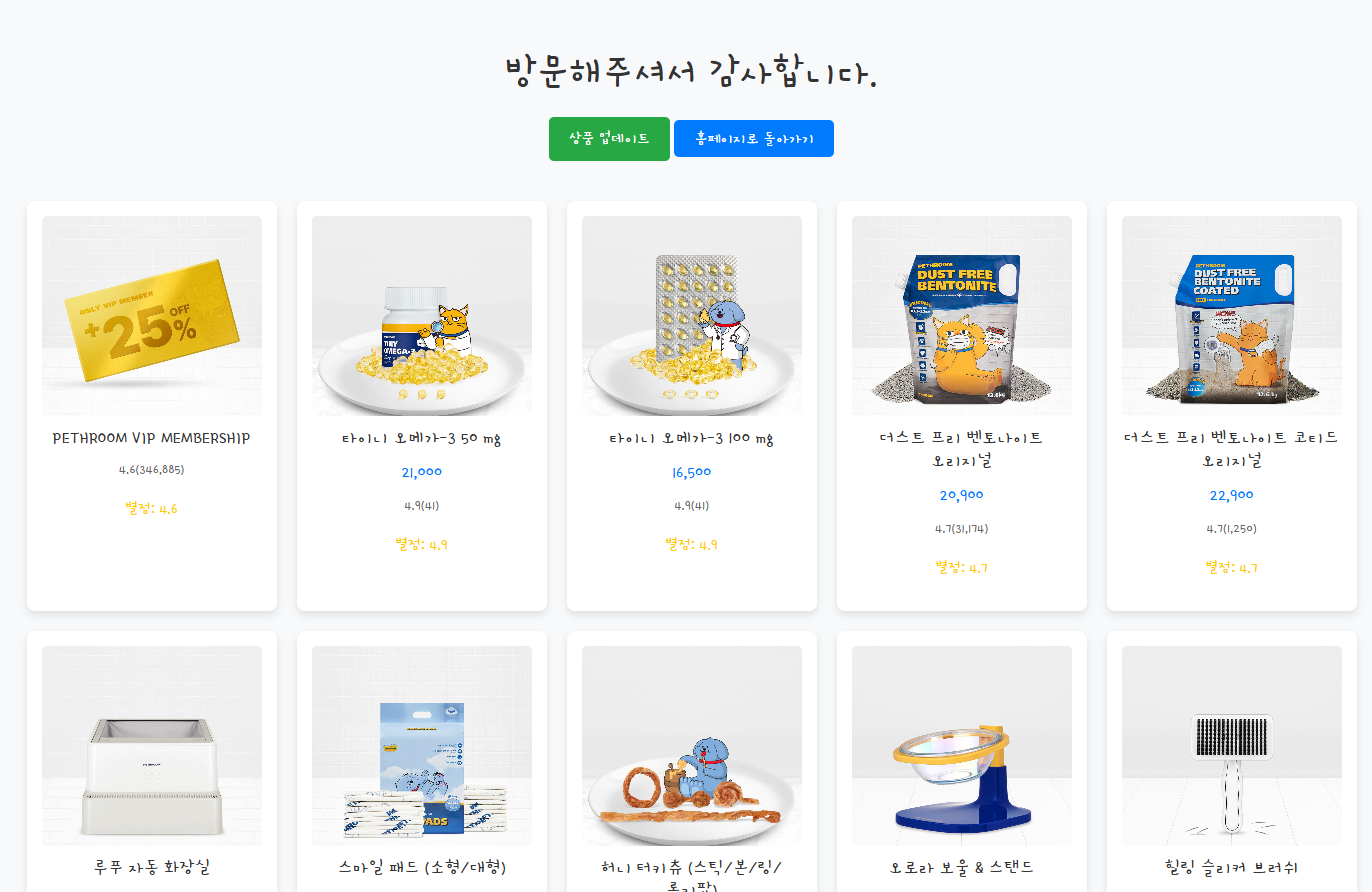 방문해주셔서 감사합니다.
상품 업데이트
홈페이지로 돌아가기
ONLY VIP MEMBER
+25% OFF
TINY
OMEGA-3
PETHROOM
DUST FREE
BENTONITE
PETHROOM
DUST FREE
BENTONITE
COATED
PETHROOM VIP MEMBERSHIP
4.6(346,885)
별점: 4.6
타이니 오메가-3 50 mg
21,000
4.9(41)
별점: 4.9
타이니 오메가-3 100 mg
16,500
4.9(41)
별점: 4.9
더스트 프리 벤토나이트
오리지널
20,900
4.7(31,174)
별점: 4.7
더스트 프리 벤토나이트 코티드
오리지널
22,900
4.7(1,250)
별점: 4.7
PETHROOM
PADS
루푸 자동 화장실
스마일 패드 (소형/대형)
허니 터키츄 (스틱/본/링/
오로라 보울 & 스탠드
힐링 슬리커 브러쉬